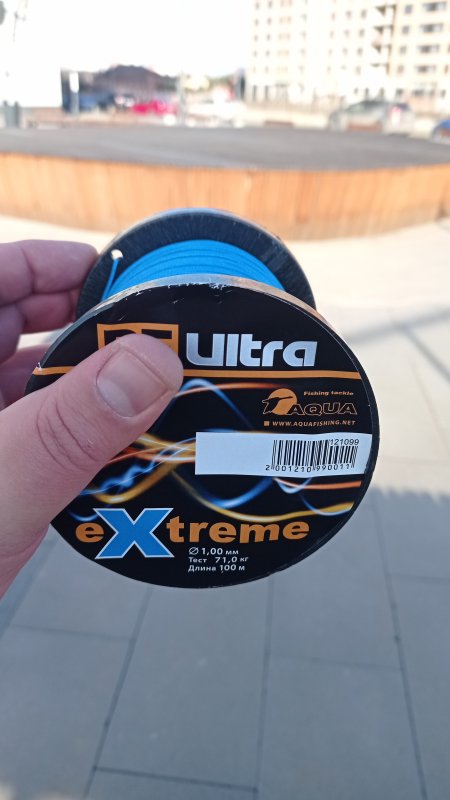 Ultra
Fishing tackle
AQUA
WWW.AQUAFISHING.NET
121099
2 001210 990011
eXtreme
Ø 1,00 мм
Тест 71,0 кг
Длина 100 м